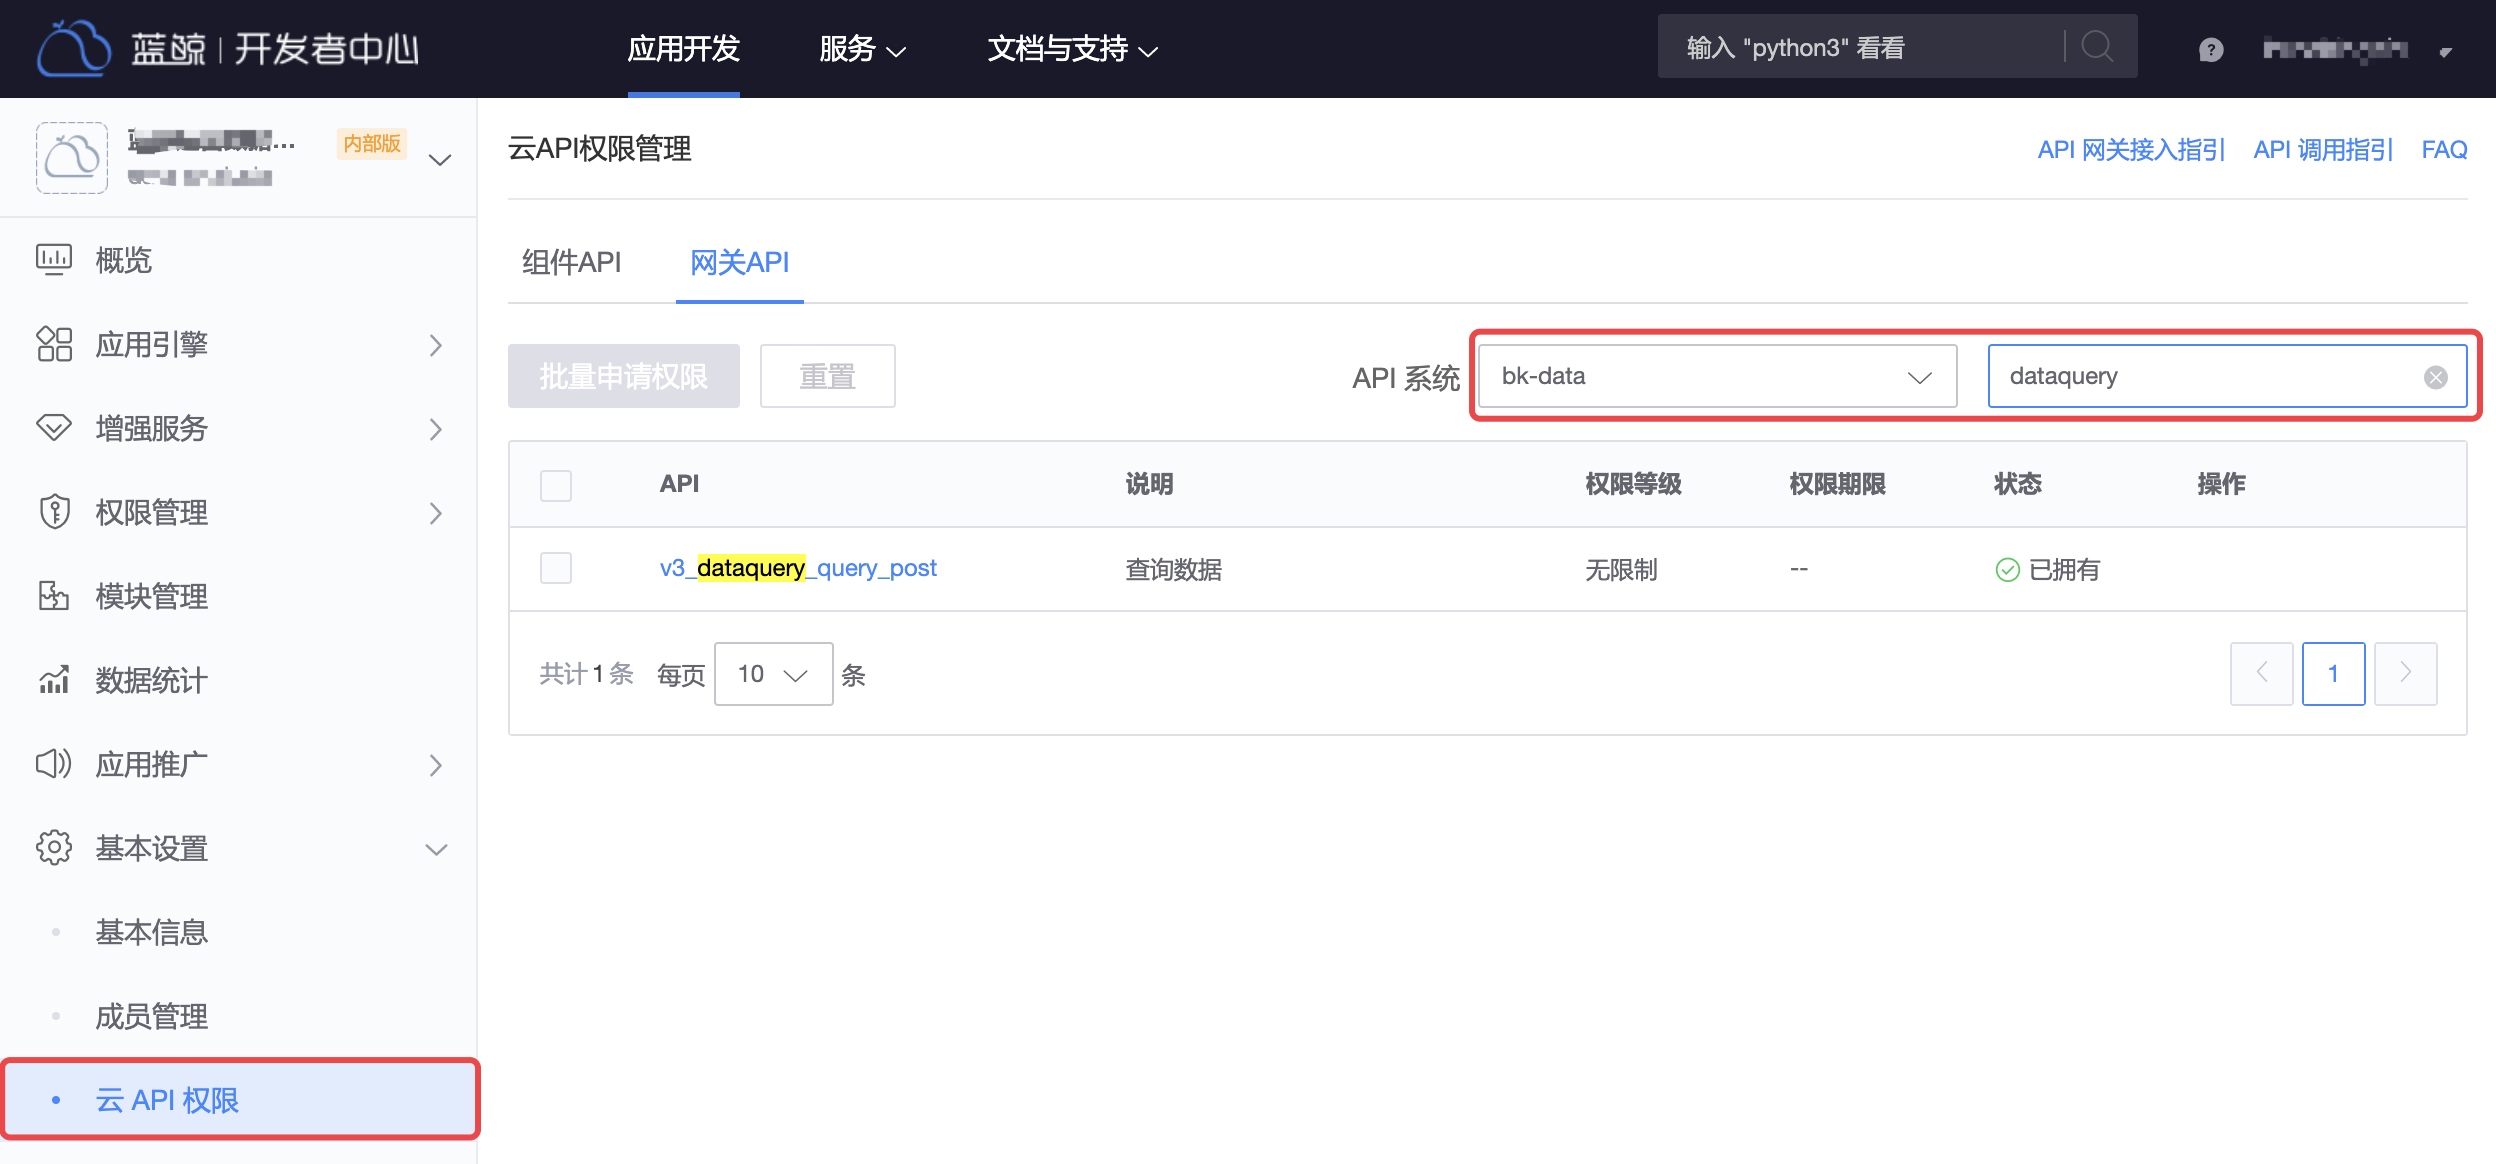 蓝鲸 | 开发者中心
应用开发 服务 文档与支持
输入 "python3" 看看
内部版
概览
应用引擎
增强服务
权限管理
模块管理
数据统计
应用推广
基本设置
基本信息
成员管理
云 API 权限
云API权限管理
API 网关接入指引 API 调用指引 FAQ
组件API 网关API
批量申请权限 重置 API 系统 bk-data dataquery
API 说明 权限等级 权限期限 状态 操作
v3_dataquery_query_post 查询数据 无限制 -- 已拥有
共计 1 条 每页 10 条 1